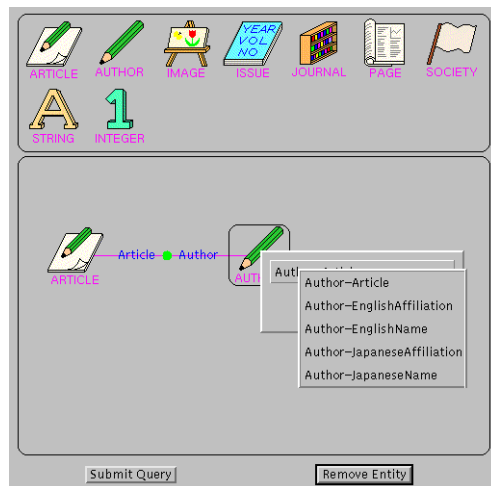 YEAR
VOL
NO
ARTICLE AUTHOR IMAGE ISSUE JOURNAL PAGE SOCIETY
A 1
STRING INTEGER
Article Author
ARTICLE
Author-Article
Author-EnglishAffiliation
Author-EnglishName
Author-JapaneseAffiliation
Author-JapaneseName
Submit Query Remove Entity